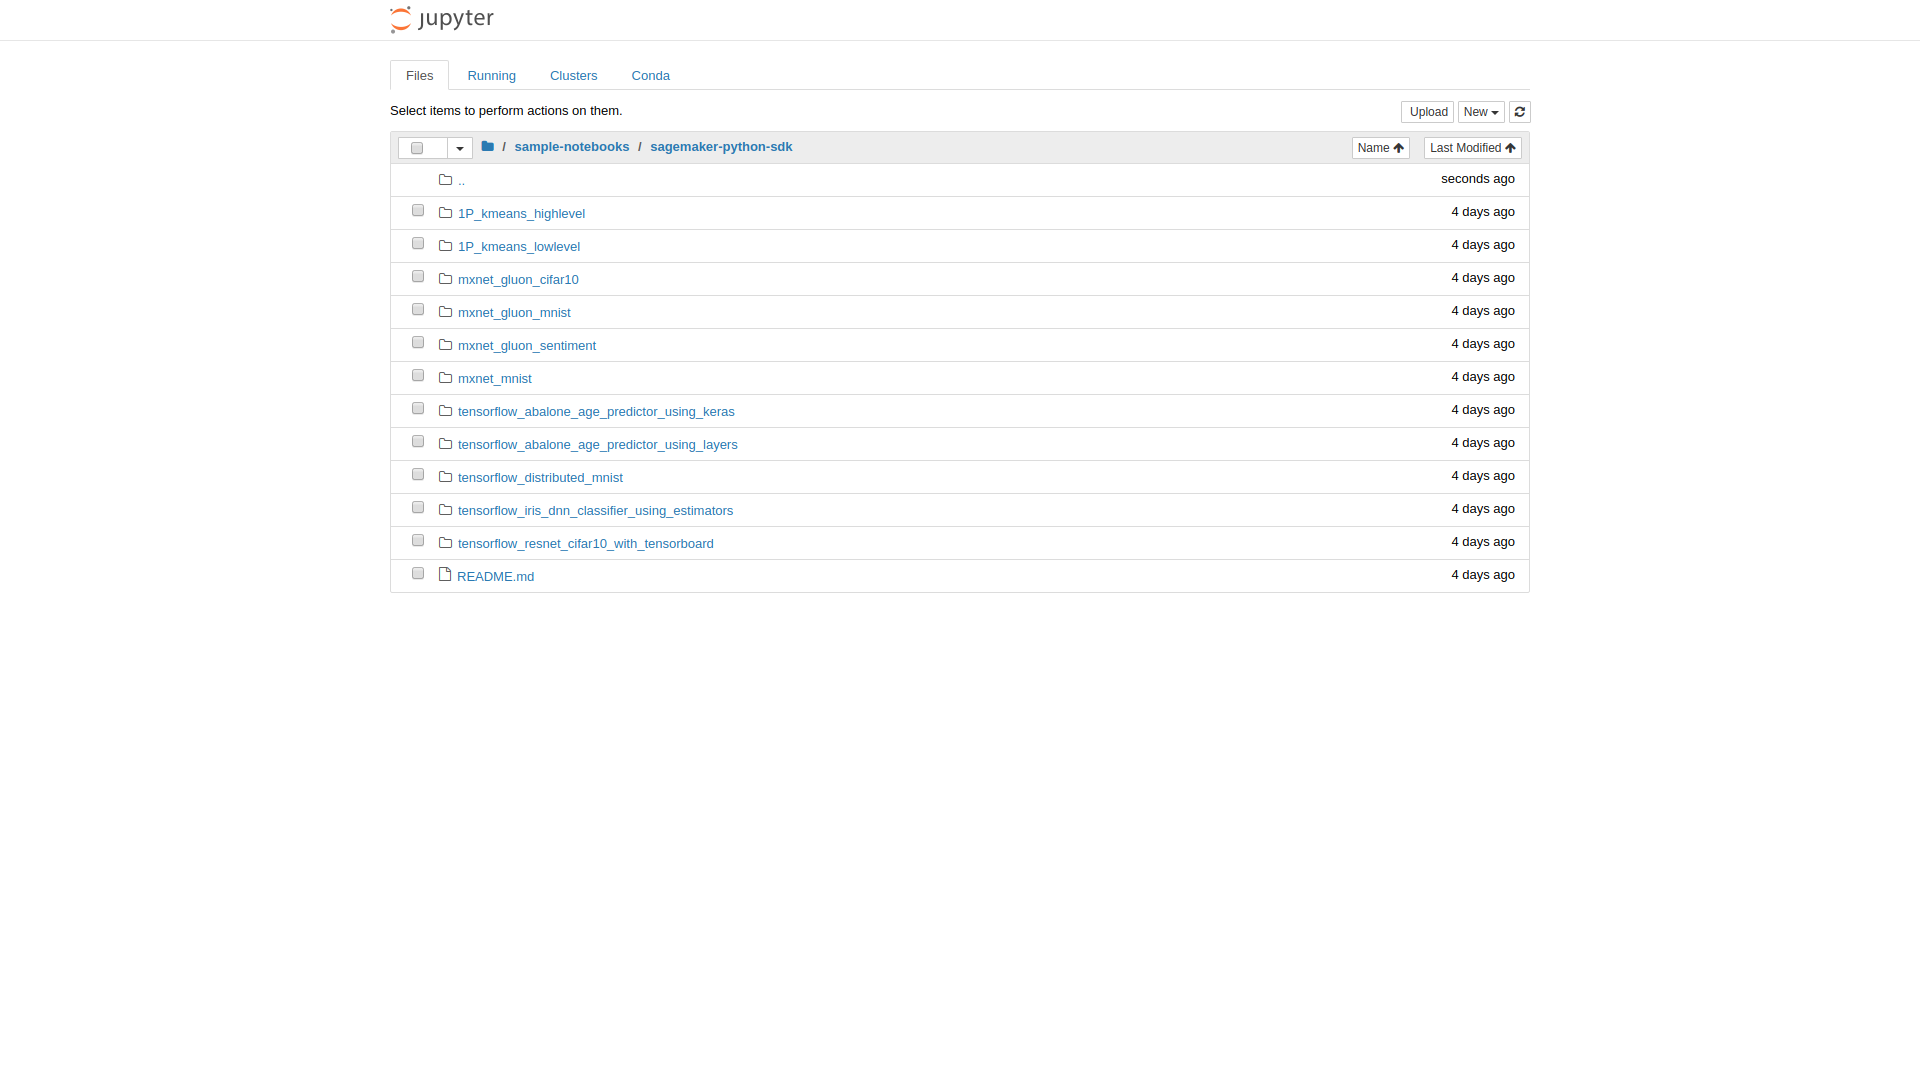 jupyter
Files Running Clusters Conda
Select items to perform actions on them. Upload New
/ sample-notebooks / sagemaker-python-sdk Name Last Modified
.. seconds ago
1P_kmeans_highlevel 4 days ago
1P_kmeans_lowlevel 4 days ago
mxnet_gluon_cifar10 4 days ago
mxnet_gluon_mnist 4 days ago
mxnet_gluon_sentiment 4 days ago
mxnet_mnist 4 days ago
tensorflow_abalone_age_predictor_using_keras 4 days ago
tensorflow_abalone_age_predictor_using_layers 4 days ago
tensorflow_distributed_mnist 4 days ago
tensorflow_iris_dnn_classifier_using_estimators 4 days ago
tensorflow_resnet_cifar10_with_tensorboard 4 days ago
README.md 4 days ago